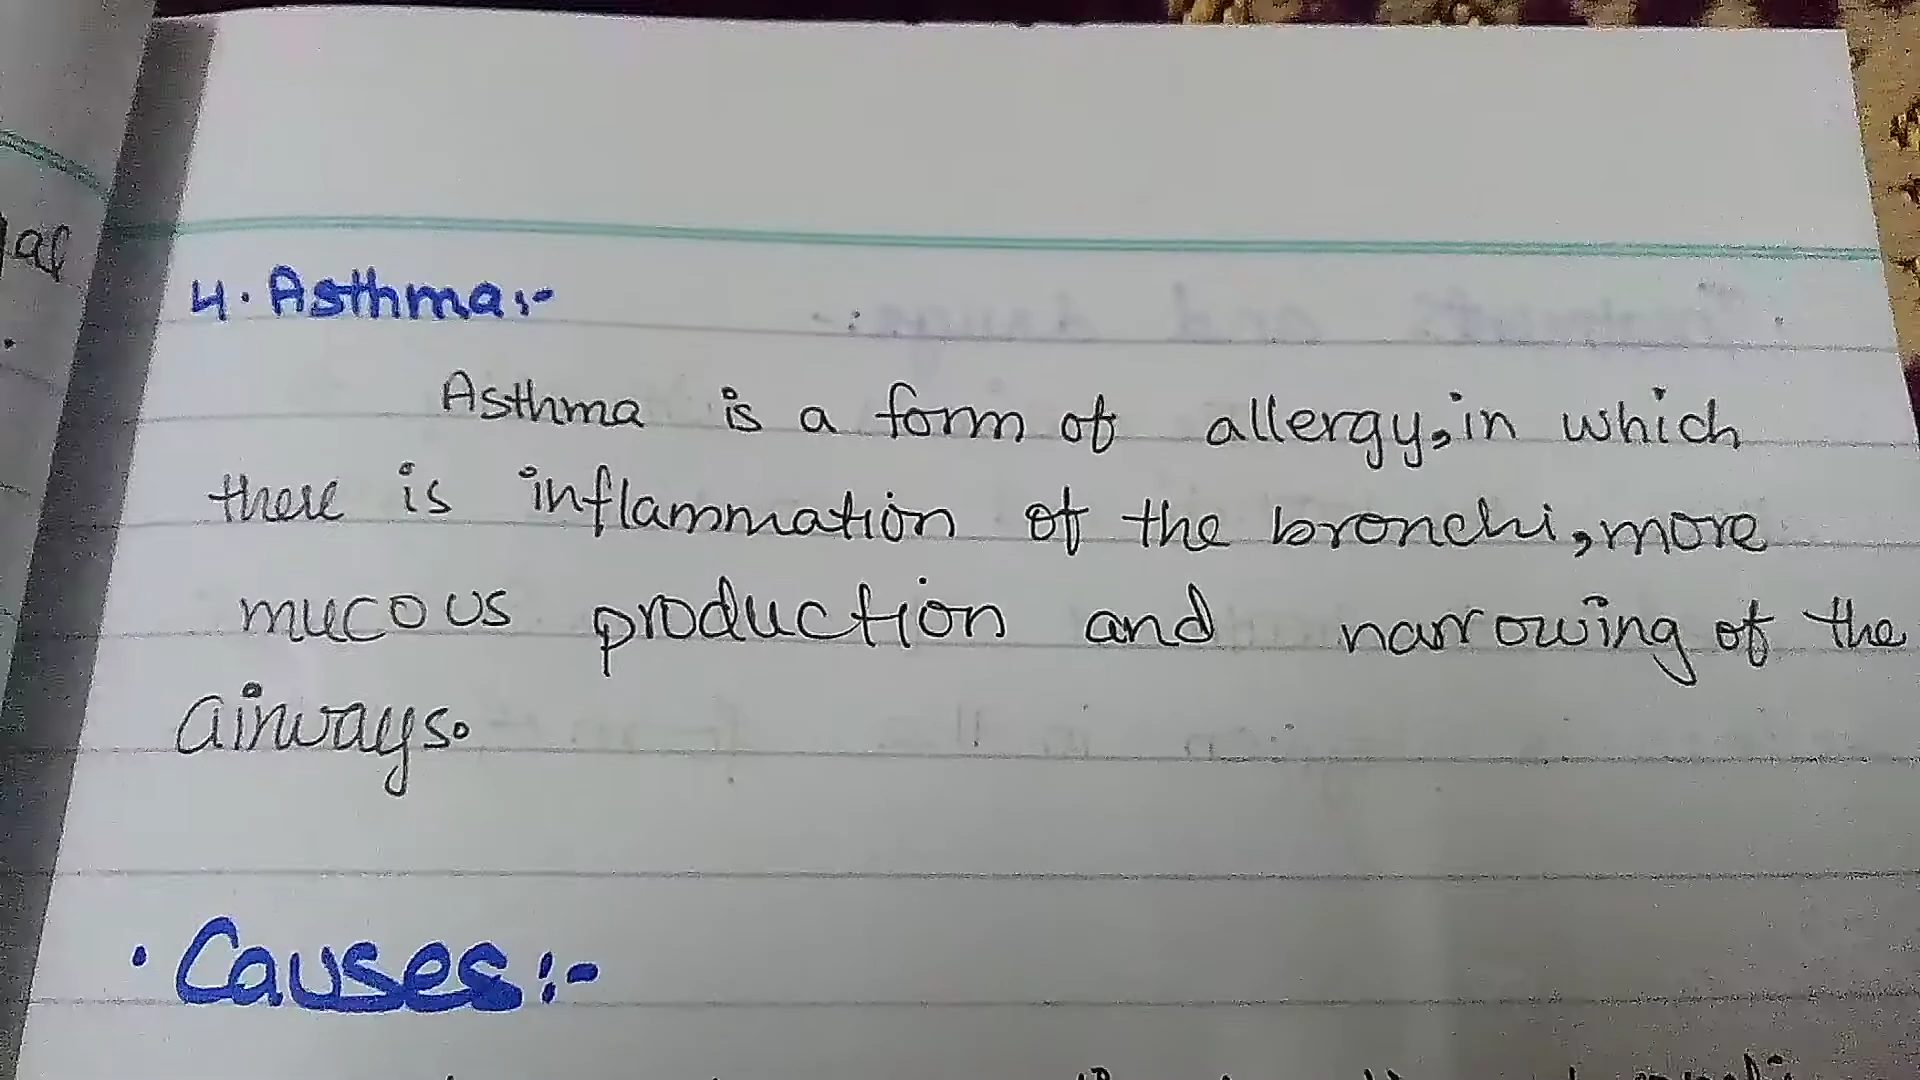 4. Asthma:-
Asthma is a form of allergy, in which
there is inflammation of the bronchi, more
mucous production and narrowing of the
airways.
• Causes:-